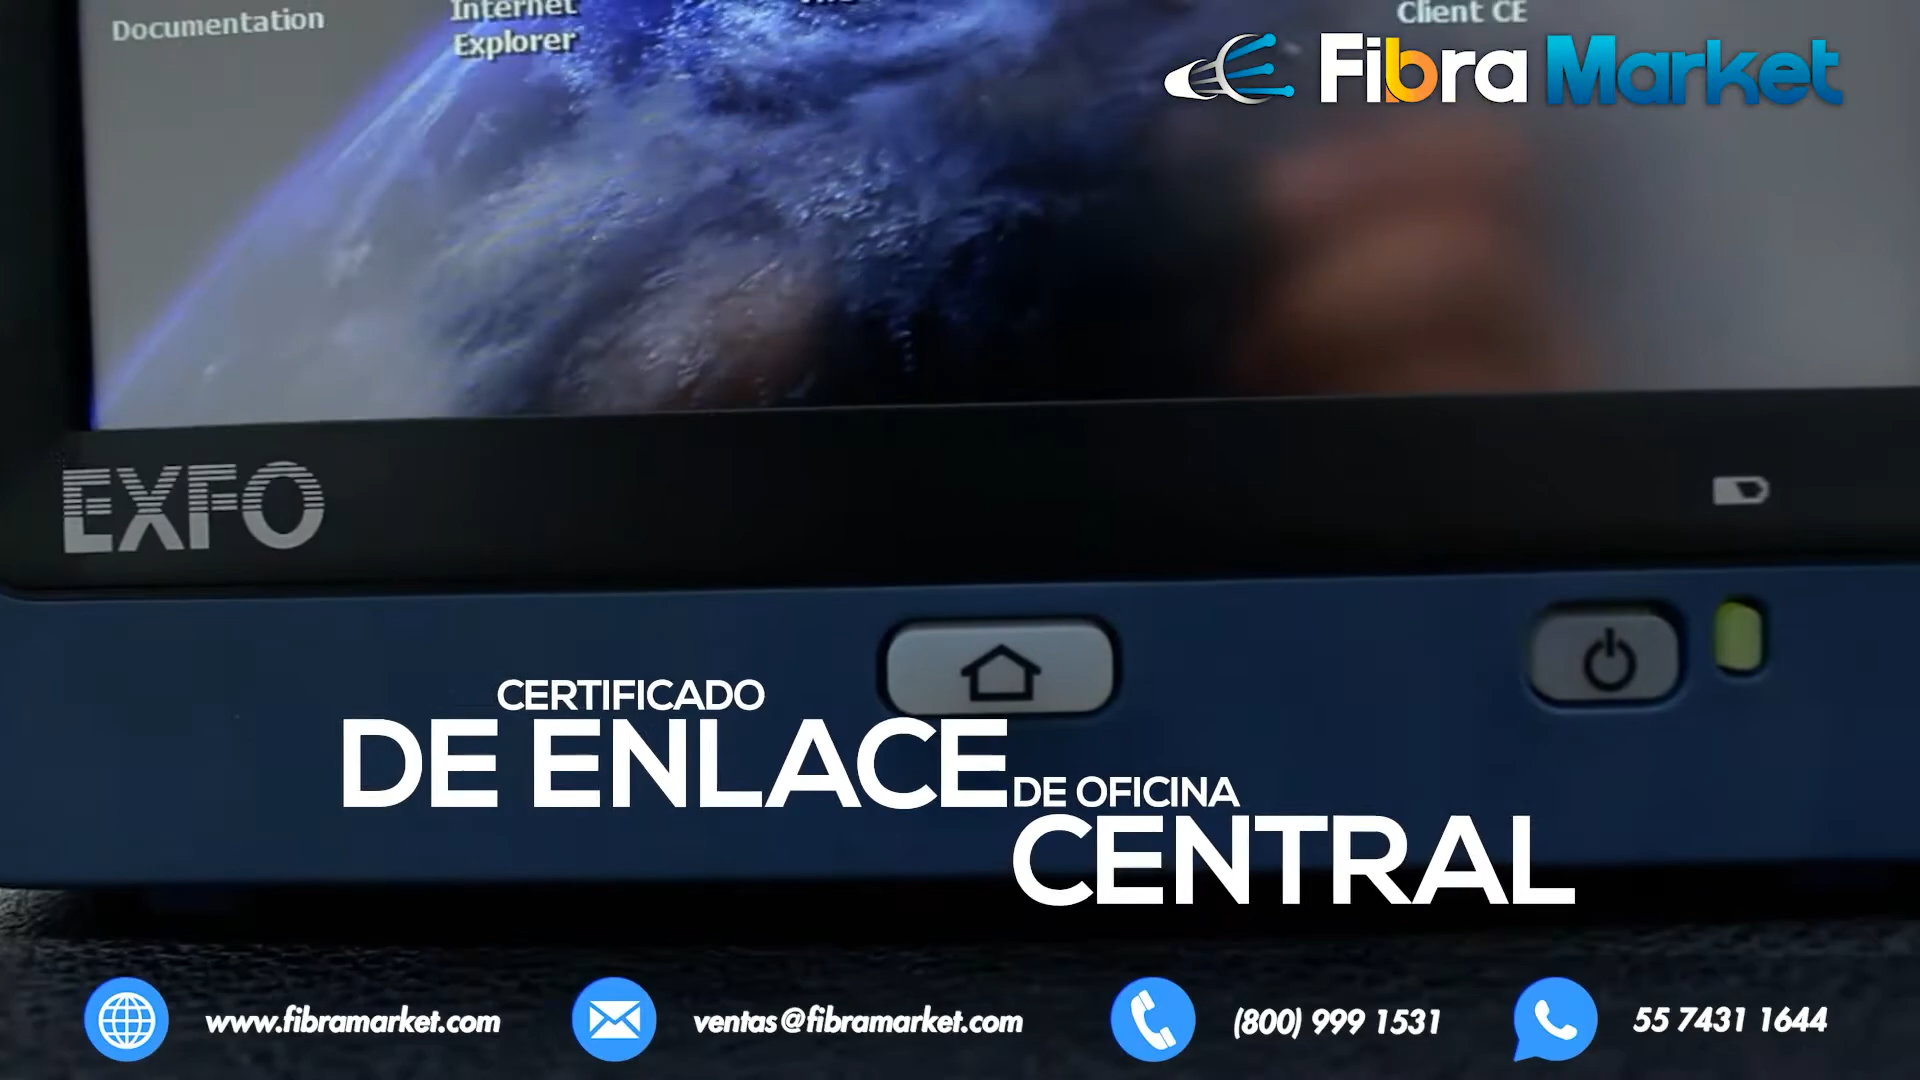 Documentation
Internet
Explorer
Client CE
Fibra Market
EXFO
CERTIFICADO
DE ENLACE
DE OFICINA
CENTRAL
www.fibramarket.com
ventas@fibramarket.com
(800) 999 1531
55 7431 1644